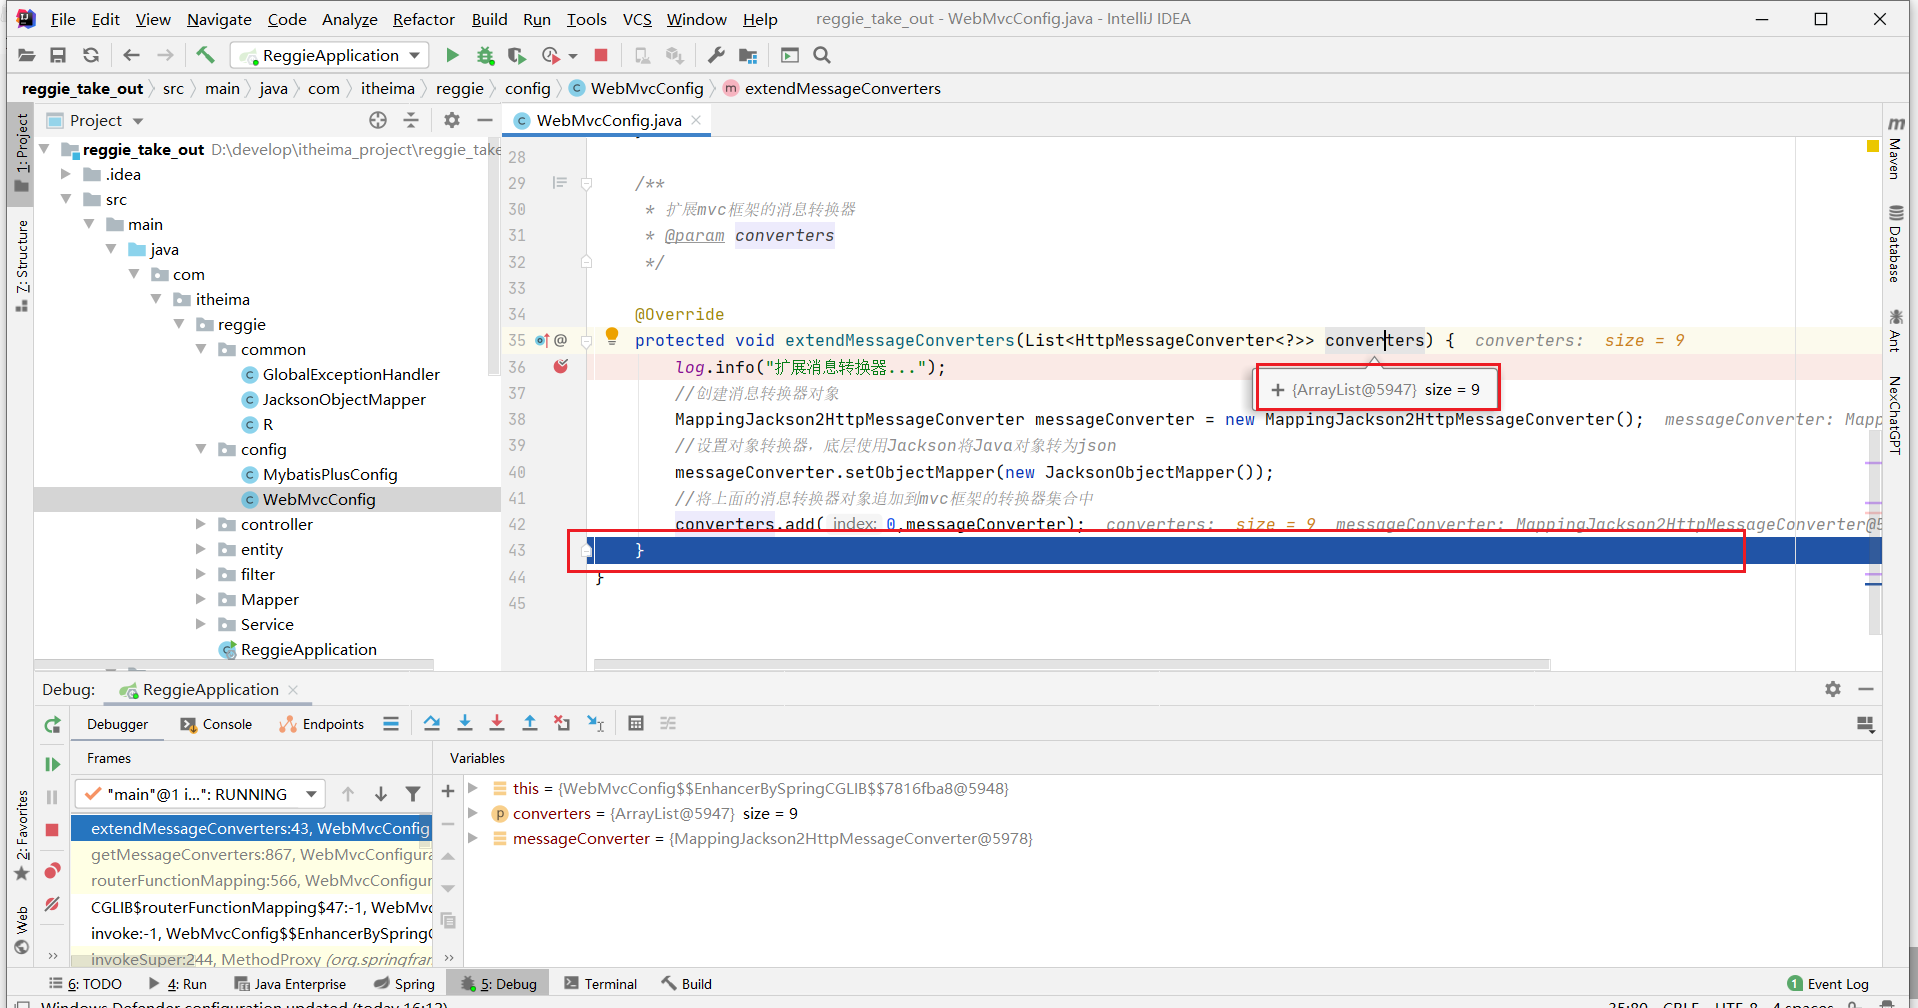 File Edit View Navigate Code Analyze Refactor Build Run Tools VCS Window Help reggie_take_out - WebMvcConfig.java - IntelliJ IDEA
ReggieApplication
reggie_take_out src main java com itheima reggie config WebMvcConfig extendMessageConverters
1: Project
Z: Structure
2: Favorites
Web
Project
reggie_take_out D:\develop\itheima_project\reggie_take
.idea
src
main
java
com
itheima
reggie
common
GlobalExceptionHandler
JacksonObjectMapper
R
config
MybatisPlusConfig
WebMvcConfig
controller
entity
filter
Mapper
Service
ReggieApplication
WebMvcConfig.java
28
29 /**
30 * 扩展mvc框架的消息转换器
31 * @param converters
32 */
33
34 @Override
35 protected void extendMessageConverters(List<HttpMessageConverter<?>> converters) { converters: size = 9
36 log.info("扩展消息转换器...");
+ {ArrayList@5947} size = 9
37 //创建消息转换器对象
38 MappingJackson2HttpMessageConverter messageConverter = new MappingJackson2HttpMessageConverter(); messageConverter: Mapp
39 //设置对象转换器，底层使用Jackson将Java对象转为json
40 messageConverter.setObjectMapper(new JacksonObjectMapper());
41 //将上面的消息转换器对象追加到mvc框架的转换器集合中
42 converters.add( index: 0,messageConverter); converters: size = 9 messageConverter: MappingJackson2HttpMessageConverter@5
43 }
44 }
45
Maven
Database
Ant
NexChatGPT
Debug: ReggieApplication
Debugger Console Endpoints
Frames Variables
"main"@1 i...": RUNNING
extendMessageConverters:43, WebMvcConfig
getMessageConverters:867, WebMvcConfigura
routerFunctionMapping:566, WebMvcConfigur
CGLIB$routerFunctionMapping$47:-1, WebMvc
invoke:-1, WebMvcConfig$$EnhancerBySpringC
invokeSuper:244, MethodProxy (org.springfran
this = {WebMvcConfig$$EnhancerBySpringCGLIB$$7816fba8@5948}
converters = {ArrayList@5947} size = 9
messageConverter = {MappingJackson2HttpMessageConverter@5978}
6: TODO 4: Run Java Enterprise Spring 5: Debug Terminal Build 1 Event Log
Windows Defender configuration updated (today 16:12) 35:80 CRLF UTF-8 4 spaces